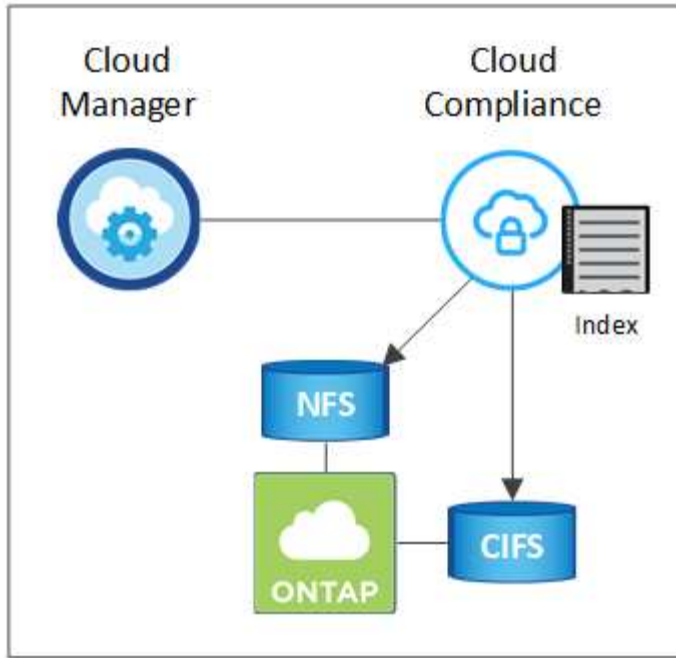 Cloud
Manager
Cloud
Compliance
Index
NFS
ONTAP
CIFS